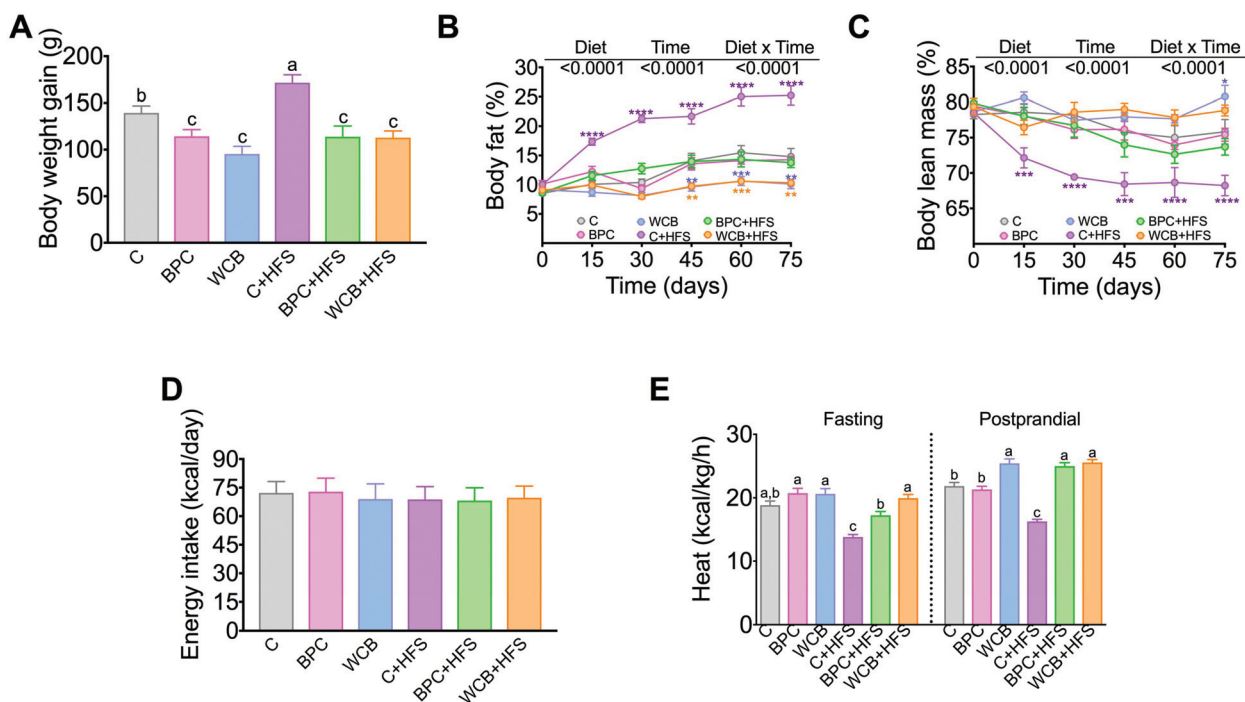 A
Body weight gain (g)
200
150
100
50
0
b
c
c
a
c
c
C
BPC
WCB
C+HFS
BPC+HFS
WCB+HFS
B
Diet Time Diet x Time
<0.0001 <0.0001 <0.0001
Body fat (%)
30
25
20
15
10
5
****
****
****
****
****
**
***
**
**
***
**
C WCB BPC+HFS
BPC C+HFS WCB+HFS
0 15 30 45 60 75
Time (days)
C
Diet Time Diet x Time
<0.0001 <0.0001 <0.0001
Body lean mass (%)
85
80
75
70
65
*
***
****
***
****
****
C WCB BPC+HFS
BPC C+HFS WCB+HFS
0 15 30 45 60 75
Time (days)
D
Energy intake (kcal/day)
90
75
60
45
30
15
0
C
BPC
WCB
C+HFS
BPC+HFS
WCB+HFS
E
Fasting Postprandial
Heat (kcal/kg/h)
30
20
10
0
a,b
a
a
c
b
a
b
b
a
c
a
a
C
BPC
WCB
C+HFS
BPC+HFS
WCB+HFS
C
BPC
WCB
C+HFS
BPC+HFS
WCB+HFS